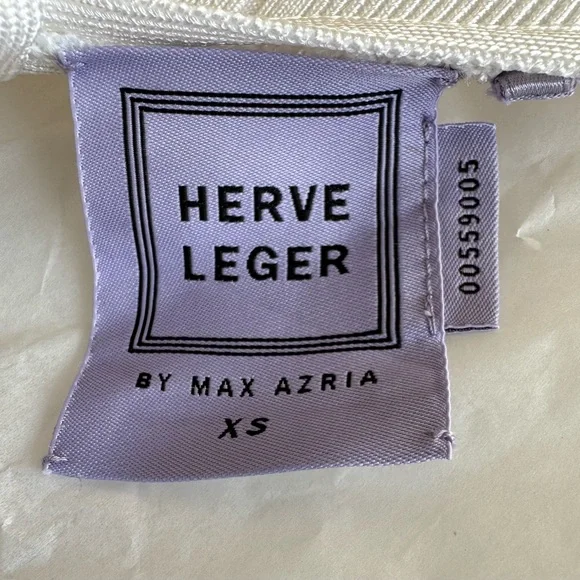 HERVE
LEGER
BY MAX AZRIA
XS
00559005